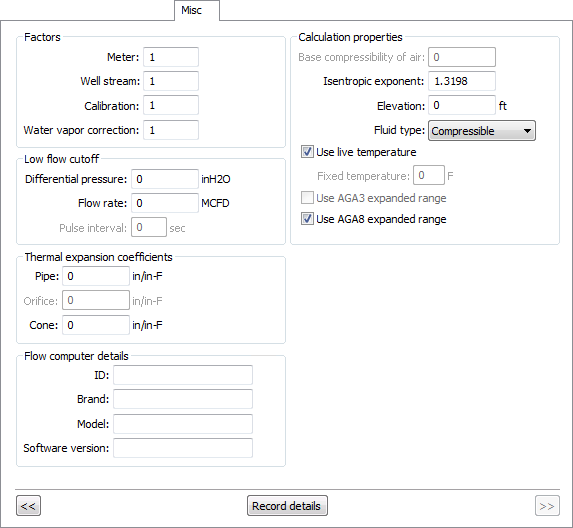 Misc
Factors
Meter: 1
Well stream: 1
Calibration: 1
Water vapor correction: 1
Low flow cutoff
Differential pressure: 0 inH2O
Flow rate: 0 MCFD
Pulse interval: 0 sec
Thermal expansion coefficients
Pipe: 0 in/in-F
Orifice: 0 in/in-F
Cone: 0 in/in-F
Flow computer details
ID:
Brand:
Model:
Software version:
Calculation properties
Base compressibility of air: 0
Isentropic exponent: 1.3198
Elevation: 0 ft
Fluid type: Compressible
Use live temperature
Fixed temperature: 0 F
Use AGA3 expanded range
Use AGA8 expanded range
<< Record details >>